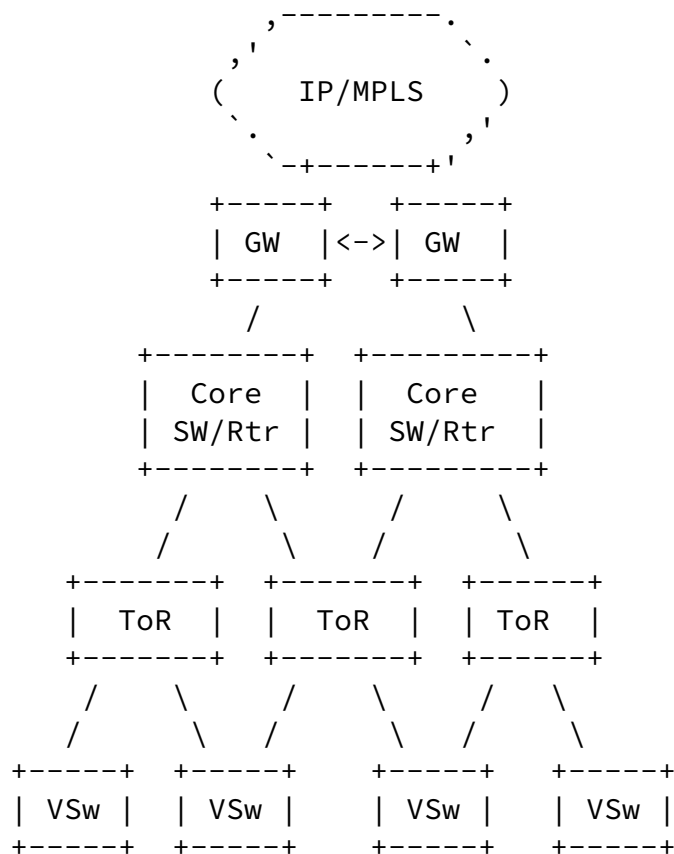 IP/MPLS
GW <-> GW
Core Core
SW/Rtr SW/Rtr
ToR ToR ToR
VSw VSw VSw VSw